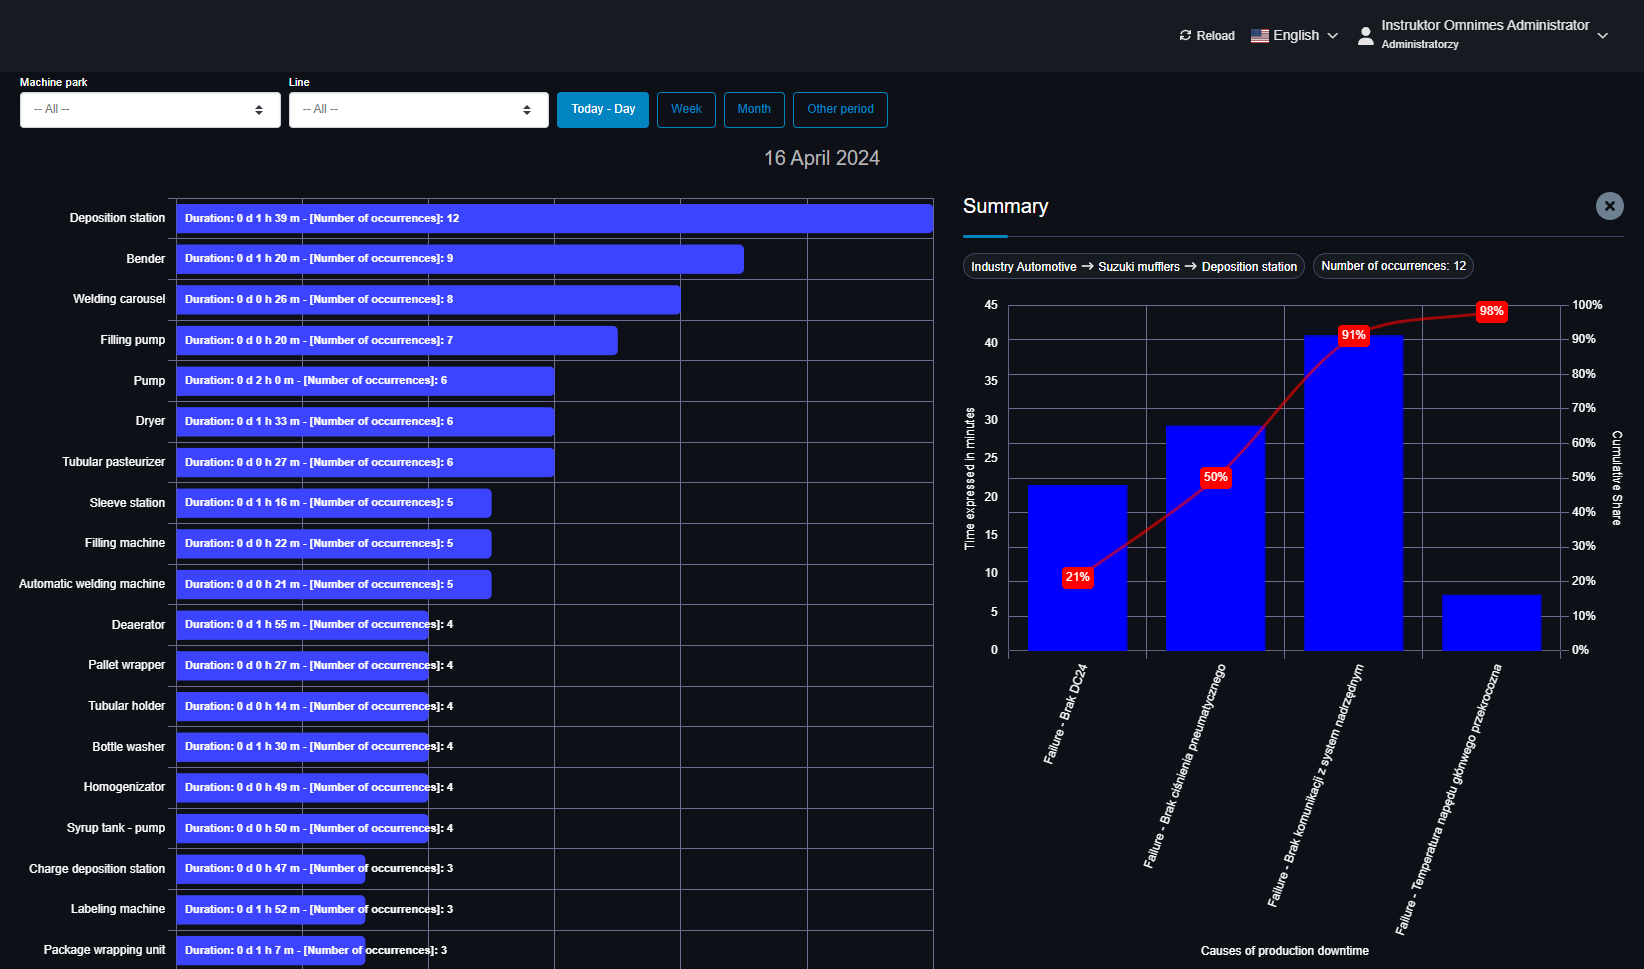 Reload
English
Instruktor Omnimes Administrator
Administratorzy
Machine park
Line
-- All --
-- All --
Today - Day
Week
Month
Other period
16 April 2024
Deposition station
Duration: 0 d 1 h 39 m - [Number of occurrences]: 12
Bender
Duration: 0 d 1 h 20 m - [Number of occurrences]: 9
Welding carousel
Duration: 0 d 0 h 26 m - [Number of occurrences]: 8
Filling pump
Duration: 0 d 0 h 20 m - [Number of occurrences]: 7
Pump
Duration: 0 d 2 h 0 m - [Number of occurrences]: 6
Dryer
Duration: 0 d 1 h 33 m - [Number of occurrences]: 6
Tubular pasteurizer
Duration: 0 d 0 h 27 m - [Number of occurrences]: 6
Sleeve station
Duration: 0 d 1 h 16 m - [Number of occurrences]: 5
Filling machine
Duration: 0 d 0 h 22 m - [Number of occurrences]: 5
Automatic welding machine
Duration: 0 d 0 h 21 m - [Number of occurrences]: 5
Deaerator
Duration: 0 d 1 h 55 m - [Number of occurrences]: 4
Pallet wrapper
Duration: 0 d 0 h 27 m - [Number of occurrences]: 4
Tubular holder
Duration: 0 d 0 h 14 m - [Number of occurrences]: 4
Bottle washer
Duration: 0 d 1 h 30 m - [Number of occurrences]: 4
Homogenizator
Duration: 0 d 0 h 49 m - [Number of occurrences]: 4
Syrup tank - pump
Duration: 0 d 0 h 50 m - [Number of occurrences]: 4
Charge deposition station
Duration: 0 d 0 h 47 m - [Number of occurrences]: 3
Labeling machine
Duration: 0 d 1 h 52 m - [Number of occurrences]: 3
Package wrapping unit
Duration: 0 d 1 h 7 m - [Number of occurrences]: 3
Summary
Industry Automotive → Suzuki mufflers → Deposition station
Number of occurrences: 12
Time expressed in minutes
45
40
35
30
25
20
15
10
5
0
21%
50%
91%
98%
100%
90%
80%
70%
60%
50%
40%
30%
20%
10%
0%
Cumulative Share
Failure - Brak DC24
Failure - Brak ciśnienia pneumatycznego
Failure - Brak komunikacji z system nadrzędnym
Failure - Temperatura napędu głónwego przekroczona
Causes of production downtime